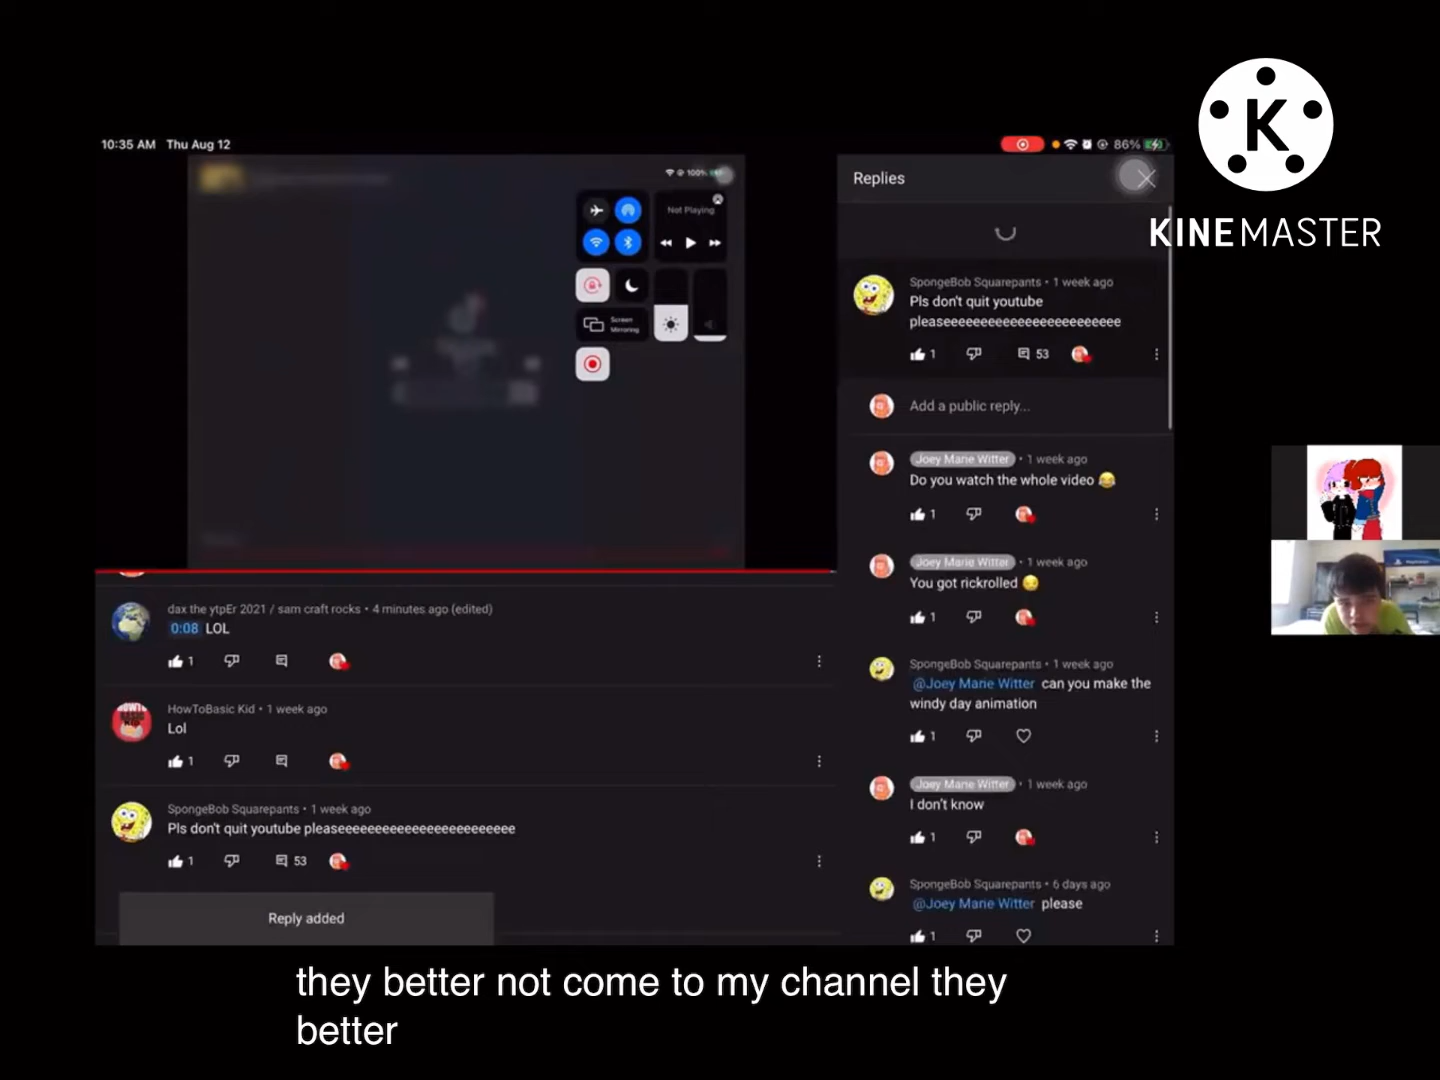 10:35 AM Thu Aug 12
86%
K
KINEMASTER
100%
Not Playing
Screen
Mirroring
Replies
SpongeBob Squarepants • 1 week ago
Pls don't quit youtube
pleaseeeeeeeeeeeeeeeeeeeeeeee
1 53
Add a public reply...
Joey Marie Witter • 1 week ago
Do you watch the whole video 😂
1
Joey Marie Witter • 1 week ago
You got rickrolled 😏
1
SpongeBob Squarepants • 1 week ago
@Joey Marie Witter can you make the
windy day animation
1
Joey Marie Witter • 1 week ago
I don't know
1
SpongeBob Squarepants • 6 days ago
@Joey Marie Witter please
1
dax the ytpEr 2021 / sam craft rocks • 4 minutes ago (edited)
0:08 LOL
1
HowToBasic Kid • 1 week ago
Lol
1
SpongeBob Squarepants • 1 week ago
Pls don't quit youtube pleaseeeeeeeeeeeeeeeeeeeeeeee
1 53
Reply added
they better not come to my channel they
better